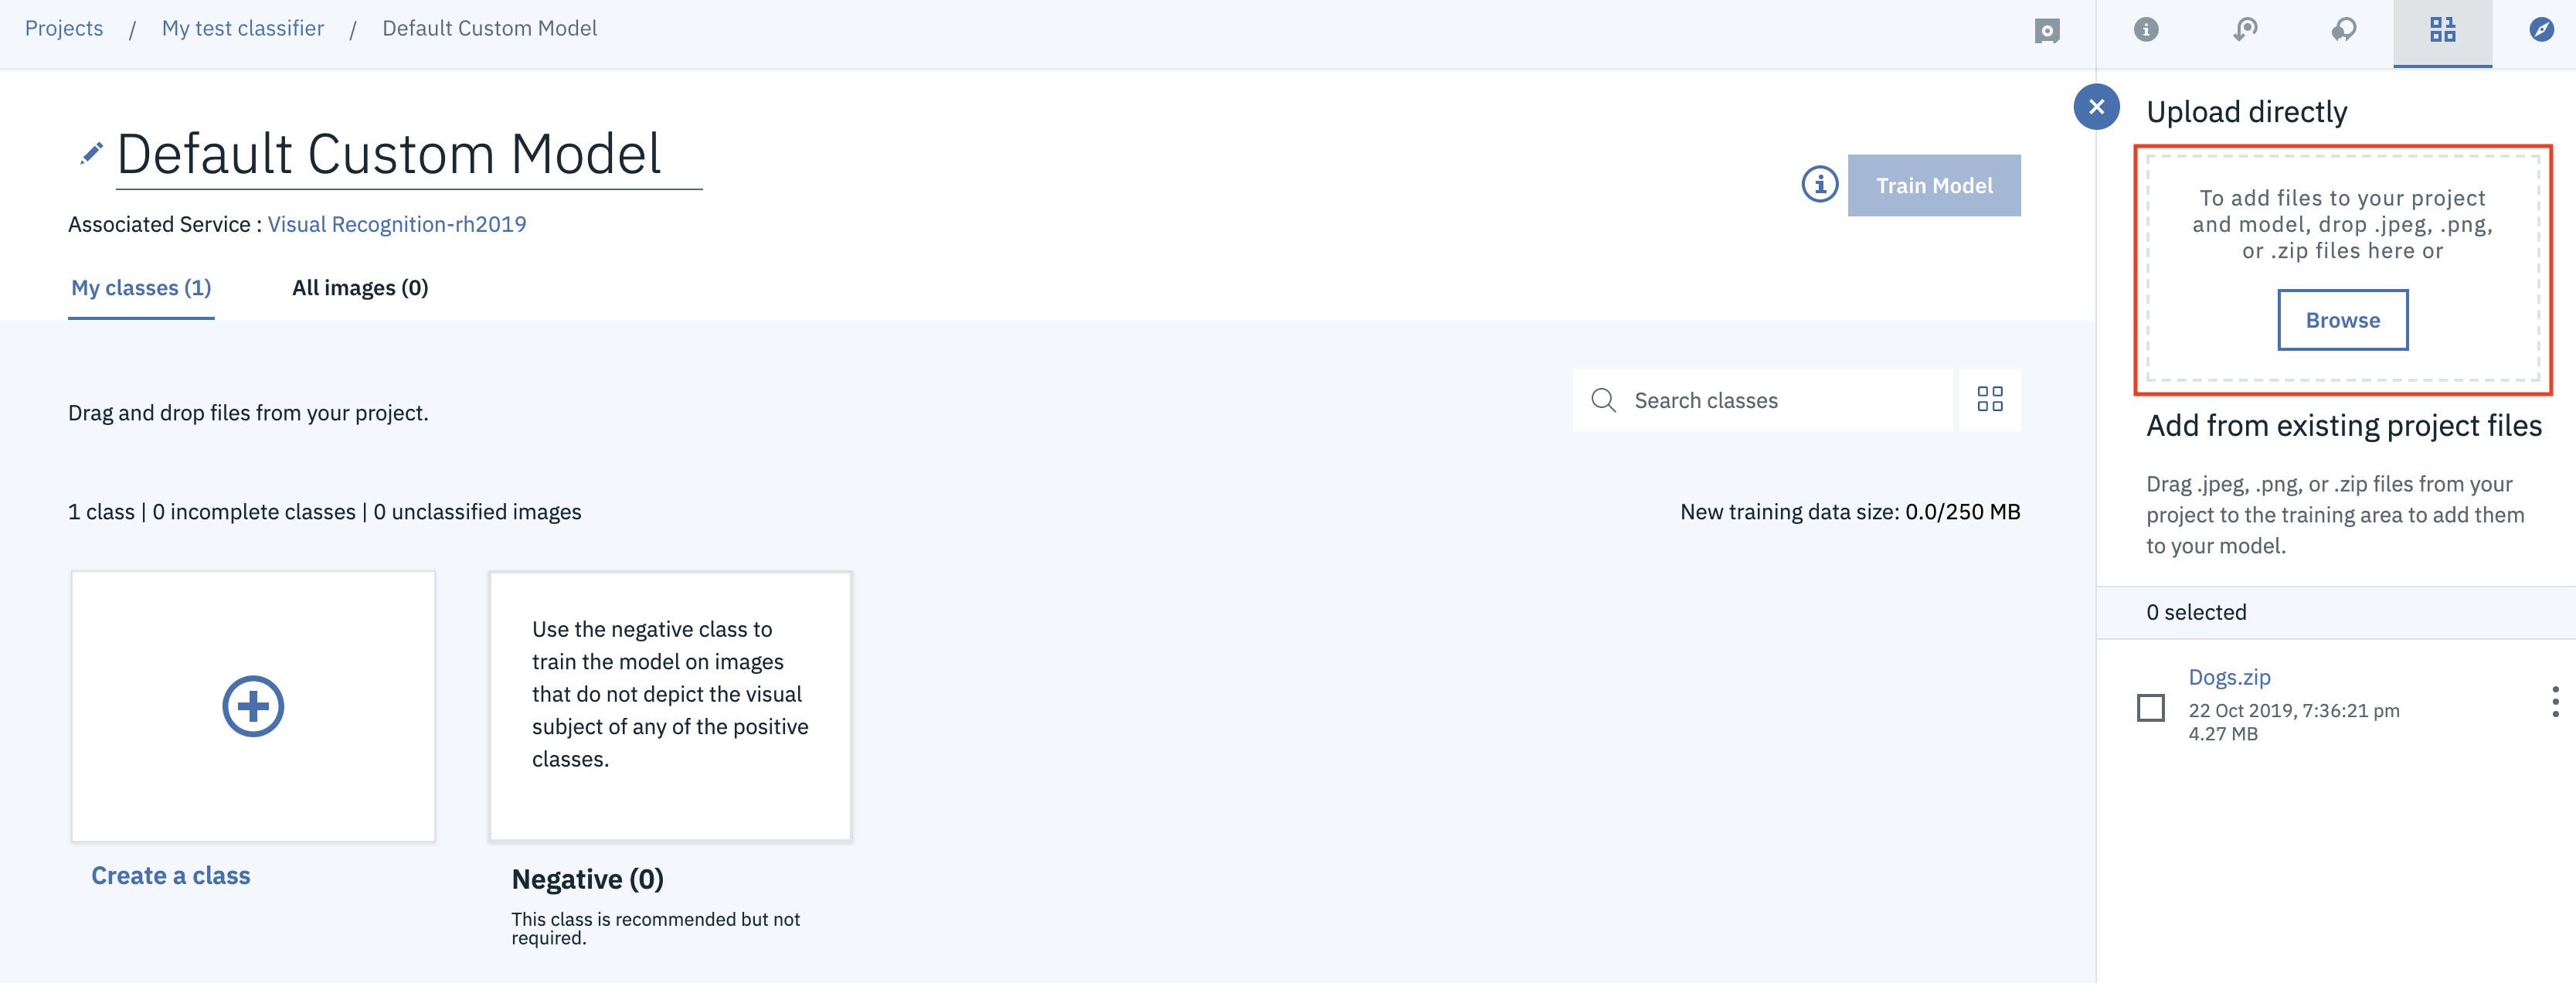 Projects / My test classifier / Default Custom Model
Default Custom Model
Train Model
Associated Service : Visual Recognition-rh2019
My classes (1)
All images (0)
Drag and drop files from your project.
Search classes
1 class | 0 incomplete classes | 0 unclassified images
New training data size: 0.0/250 MB
Create a class
Use the negative class to
train the model on images
that do not depict the visual
subject of any of the positive
classes.
Negative (0)
This class is recommended but not
required.
Upload directly
To add files to your project
and model, drop .jpeg, .png,
or .zip files here or
Browse
Add from existing project files
Drag .jpeg, .png, or .zip files from your
project to the training area to add them
to your model.
0 selected
Dogs.zip
22 Oct 2019, 7:36:21 pm
4.27 MB